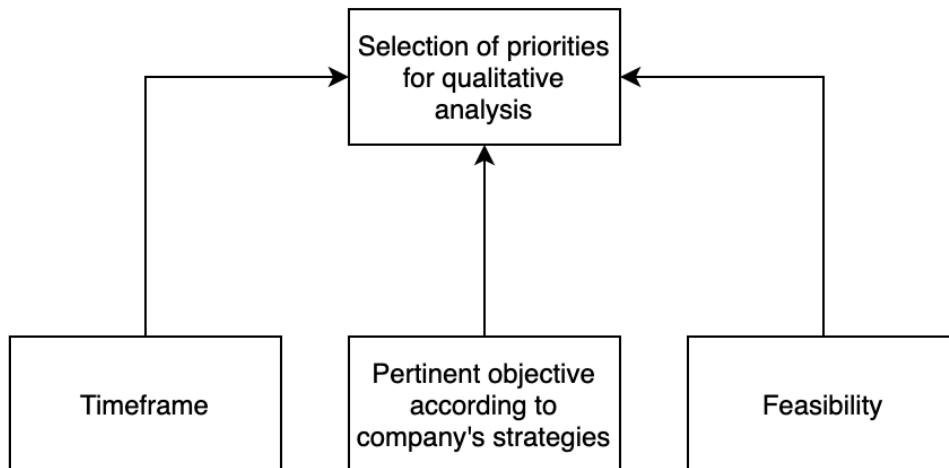 Selection of priorities
for qualitative
analysis
Timeframe
Pertinent objective
according to
company's strategies
Feasibility